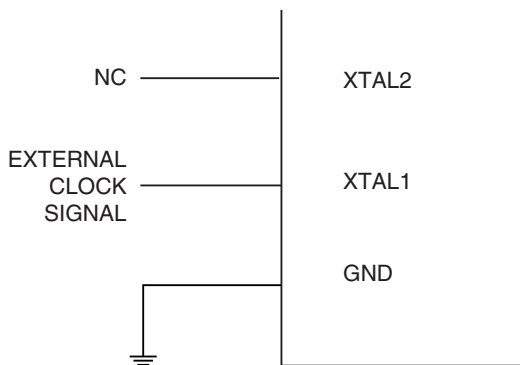 NC
XTAL2
EXTERNAL
CLOCK
SIGNAL
XTAL1
GND